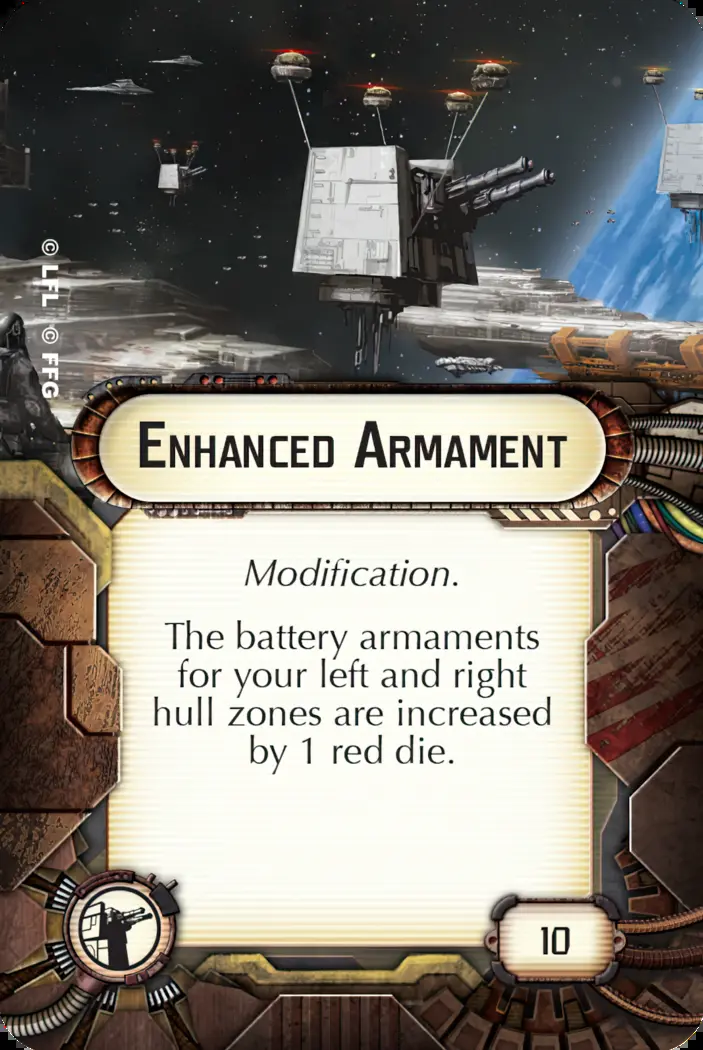 © LFL © FFG
Enhanced Armament
Modification.
The battery armaments
for your left and right
hull zones are increased
by 1 red die.
10